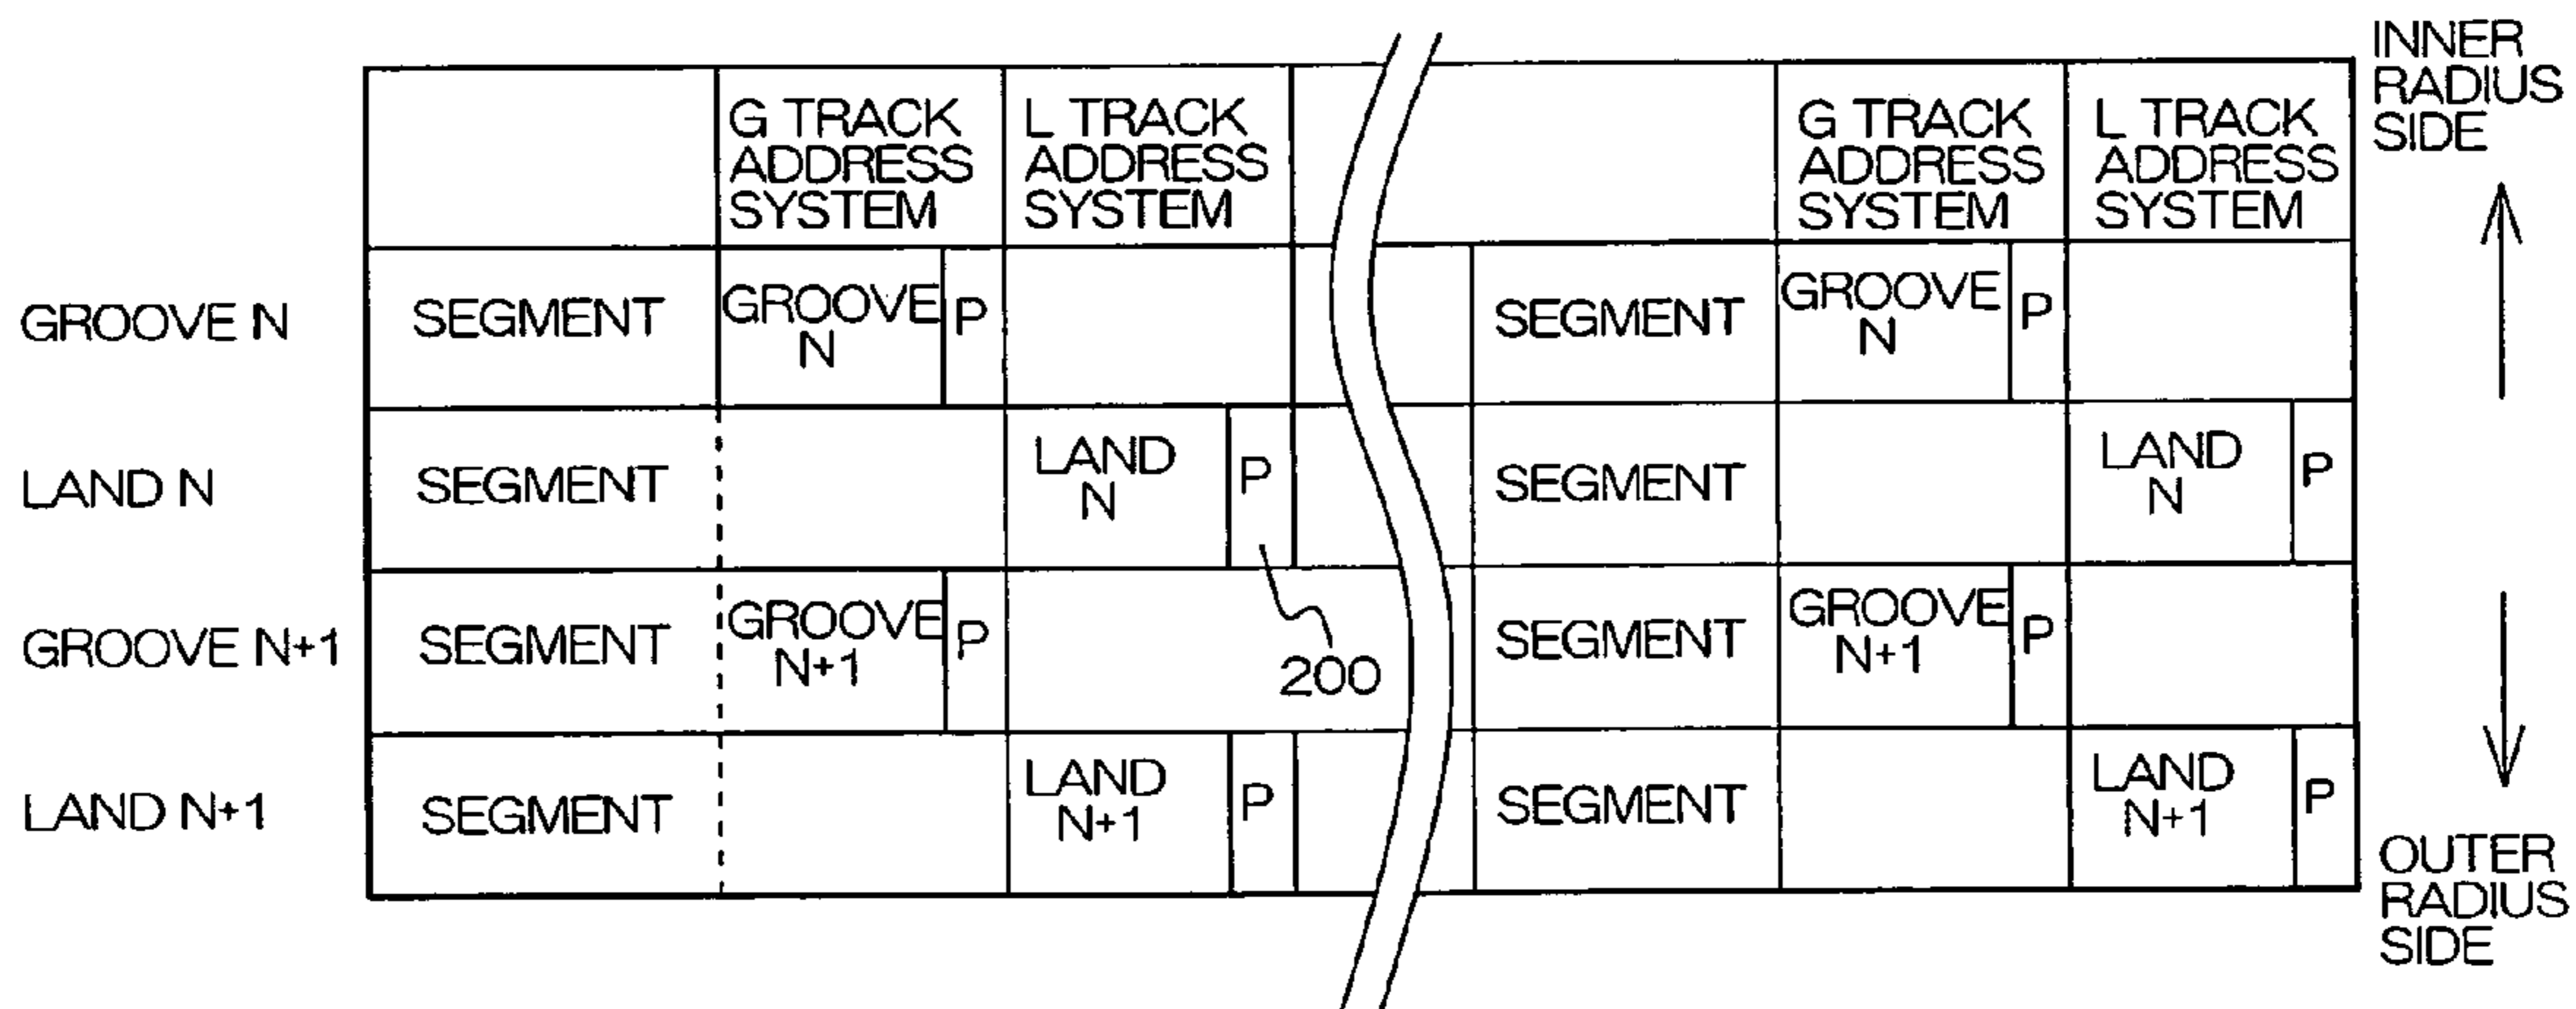 INNER
RADIUS
SIDE
G TRACK
ADDRESS
SYSTEM
L TRACK
ADDRESS
SYSTEM
G TRACK
ADDRESS
SYSTEM
L TRACK
ADDRESS
SYSTEM
GROOVE N
SEGMENT
GROOVE
N
P
SEGMENT
GROOVE
N
P
LAND N
SEGMENT
LAND
N
P
SEGMENT
LAND
N
P
GROOVE N+1
SEGMENT
GROOVE
N+1
P
200
SEGMENT
GROOVE
N+1
P
LAND N+1
SEGMENT
LAND
N+1
P
SEGMENT
LAND
N+1
P
OUTER
RADIUS
SIDE